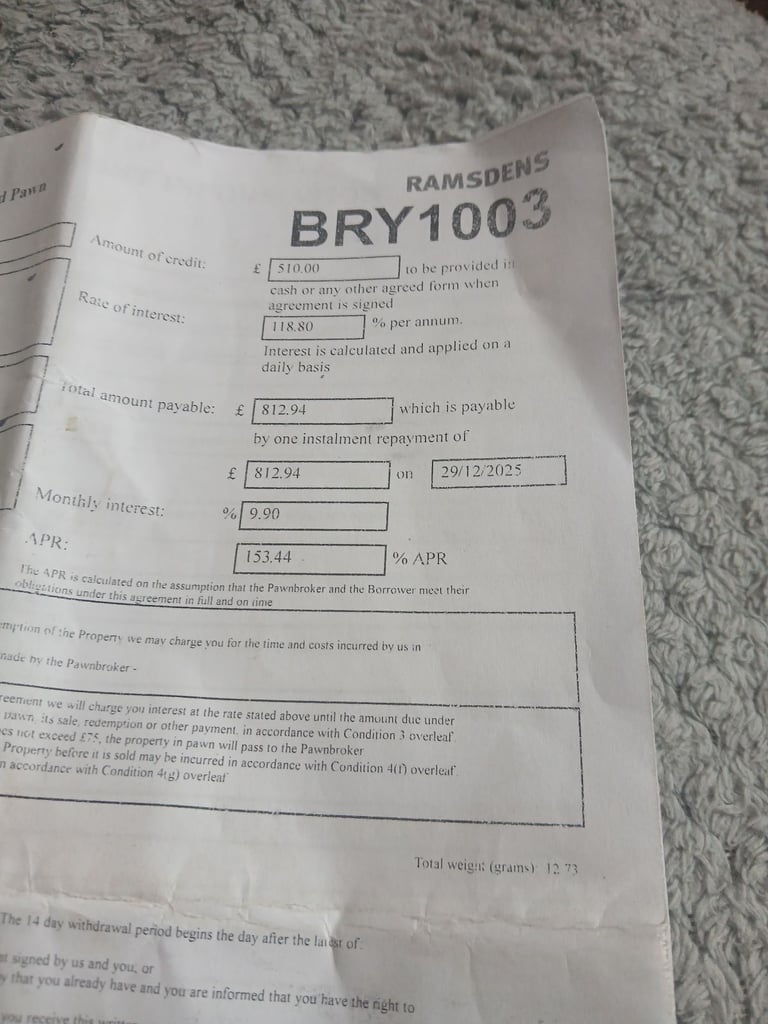 RAMSDENS
d Pawn
BRY1003
Amount of credit: £ 510.00 to be provided in
cash or any other agreed form when
agreement is signed
Rate of interest: 118.80 % per annum.
Interest is calculated and applied on a
daily basis
Total amount payable: £ 812.94 which is payable
by one instalment repayment of
£ 812.94 on 29/12/2025
Monthly interest: % 9.90
APR: 153.44 % APR
The APR is calculated on the assumption that the Pawnbroker and the Borrower meet their
obligations under this agreement in full and on time
mption of the Property we may charge you for the time and costs incurred by us in
made by the Pawnbroker -
reement we will charge you interest at the rate stated above until the amount due under
pawn, its sale, redemption or other payment, in accordance with Condition 3 overleaf.
es not exceed £75, the property in pawn will pass to the Pawnbroker
Property before it is sold may be incurred in accordance with Condition 4(f) overleaf.
n accordance with Condition 4(g) overleaf
Total weight (grams): 12.73
The 14 day withdrawal period begins the day after the latest of:
t signed by us and you; or
y that you already have and you are informed that you have the right to
you receive this